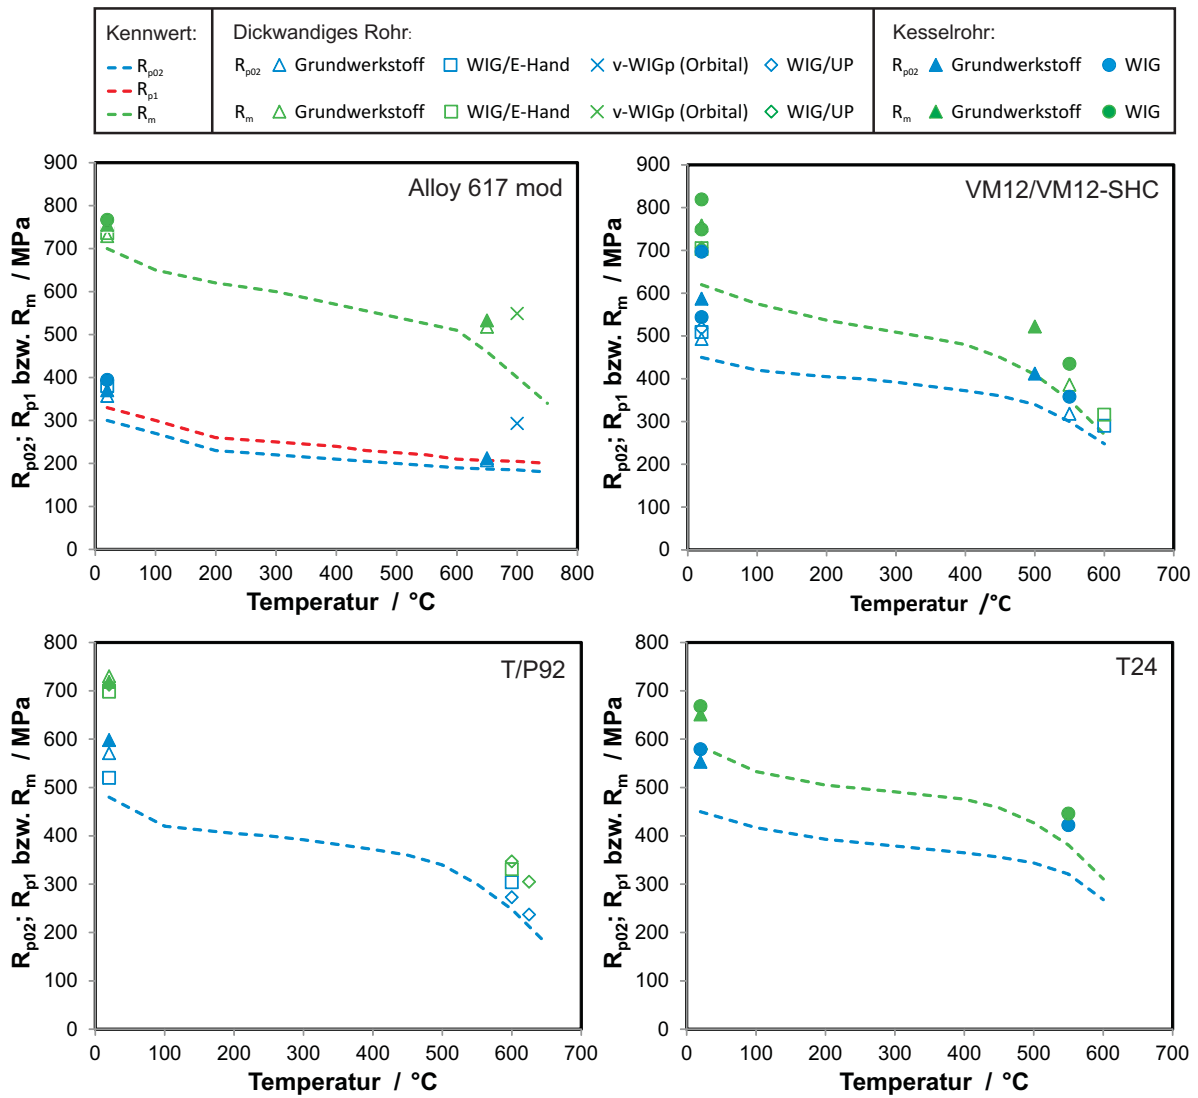 Kennwert: Dickwandiges Rohr: Kesselrohr:
Rp02 Rp02 Grundwerkstoff WIG/E-Hand v-WIGp (Orbital) WIG/UP Rp02 Grundwerkstoff WIG
Rp1
Rm Rm Grundwerkstoff WIG/E-Hand v-WIGp (Orbital) WIG/UP Rm Grundwerkstoff WIG
Alloy 617 mod
Rp02; Rp1 bzw. Rm / MPa
900
800
700
600
500
400
300
200
100
0
0 100 200 300 400 500 600 700 800
Temperatur / °C
VM12/VM12-SHC
Rp02; Rp1 bzw. Rm / MPa
900
800
700
600
500
400
300
200
100
0
0 100 200 300 400 500 600 700
Temperatur /°C
T/P92
Rp02; Rp1 bzw. Rm / MPa
800
700
600
500
400
300
200
100
0
0 100 200 300 400 500 600 700
Temperatur / °C
T24
Rp02; Rp1 bzw. Rm / MPa
800
700
600
500
400
300
200
100
0
0 100 200 300 400 500 600 700
Temperatur / °C